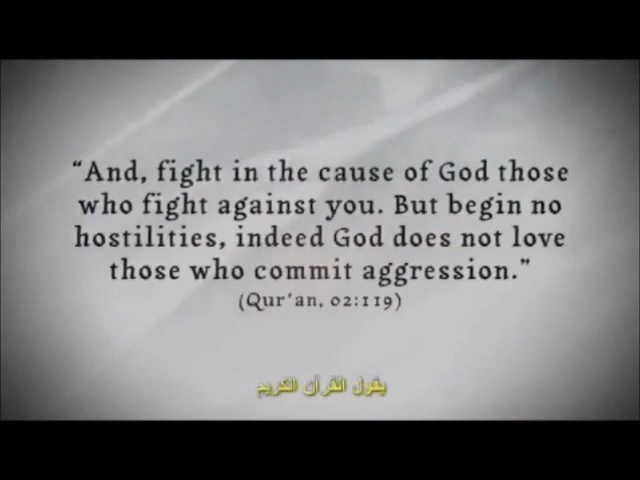 “And, fight in the cause of God those
who fight against you. But begin no
hostilities, indeed God does not love
those who commit aggression.”
(Qur'an, 02:119)
يقول القرآن الكريم